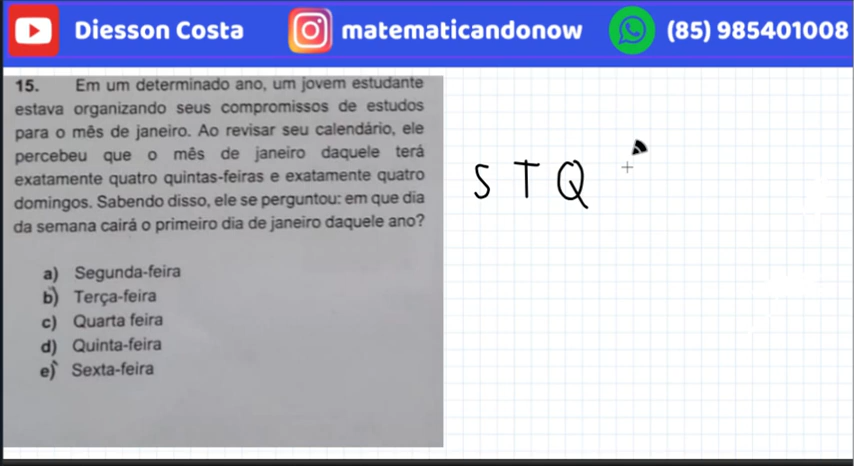 Diesson Costa
matematicandonow
(85) 985401008
15. Em um determinado ano, um jovem estudante
estava organizando seus compromissos de estudos
para o mês de janeiro. Ao revisar seu calendário, ele
percebeu que o mês de janeiro daquele terá
exatamente quatro quintas-feiras e exatamente quatro
domingos. Sabendo disso, ele se perguntou: em que dia
da semana cairá o primeiro dia de janeiro daquele ano?
S T Q
a) Segunda-feira
b) Terça-feira
c) Quarta feira
d) Quinta-feira
e) Sexta-feira